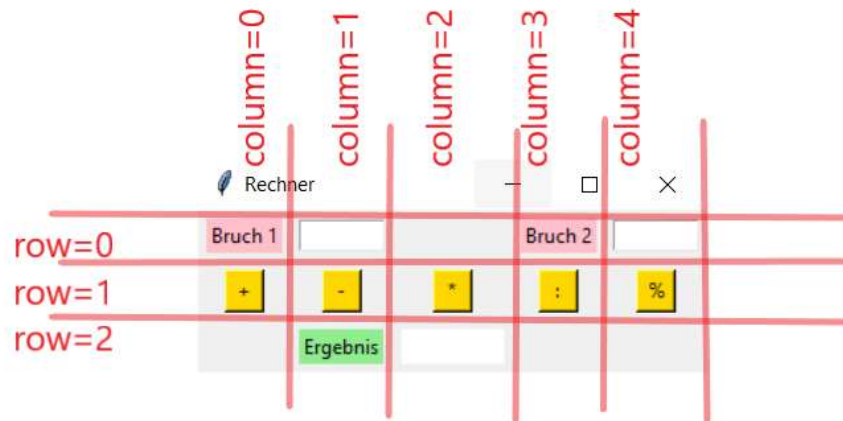 column=0 column=1 column=2 column=3 column=4
Rechner
row=0 Bruch 1 Bruch 2
row=1 + - * : %
row=2 Ergebnis